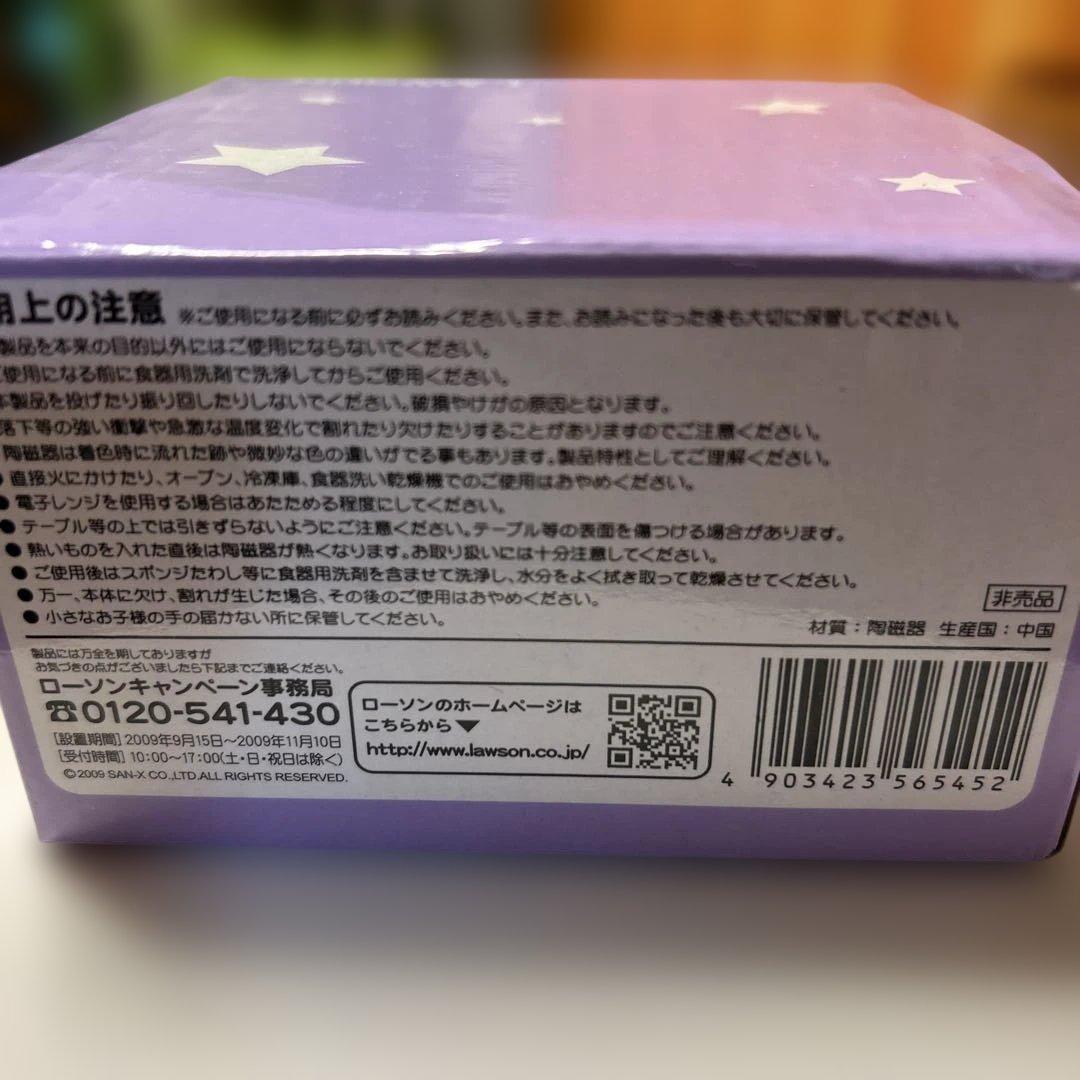 用上の注意 ※ご使用になる前に必ずお読みください。また、お読みになった後も大切に保管してください。
製品を本来の目的以外にはご使用にならないでください。
ご使用になる前に食器用洗剤で洗浄してからご使用ください。
本製品を投げたり振り回したりしないでください。破損やけがの原因となります。
落下等の強い衝撃や急激な温度変化で割れたり欠けたりすることがありますのでご注意ください。
陶磁器は着色時に流れた跡や微妙な色の違いがでる事もあります。製品特性としてご理解ください。
● 直接火にかけたり、オーブン、冷凍庫、食器洗い乾燥機でのご使用はおやめください。
● 電子レンジを使用する場合はあたためる程度にしてください。
● テーブル等の上では引きずらないようにご注意ください。テーブル等の表面を傷つける場合があります。
● 熱いものを入れた直後は陶磁器が熱くなります。お取り扱いには十分注意してください。
● ご使用後はスポンジたわし等に食器用洗剤を含ませて洗浄し、水分をよく拭き取って乾燥させてください。
● 万一、本体に欠け、割れが生じた場合、その後のご使用はおやめください。
● 小さなお子様の手の届かない所に保管してください。
非売品
材質：陶磁器 生産国：中国
製品には万全を期しておりますが
お気づきの点がございましたら下記までご連絡ください。
ローソンキャンペーン事務局
☎0120-541-430
[設置期間]2009年9月15日～2009年11月10日
[受付時間]10:00～17:00(土・日・祝日は除く)
©2009 SAN-X CO.,LTD.ALL RIGHTS RESERVED.
ローソンのホームページは
こちらから▼
http://www.lawson.co.jp/
4 903423 565452